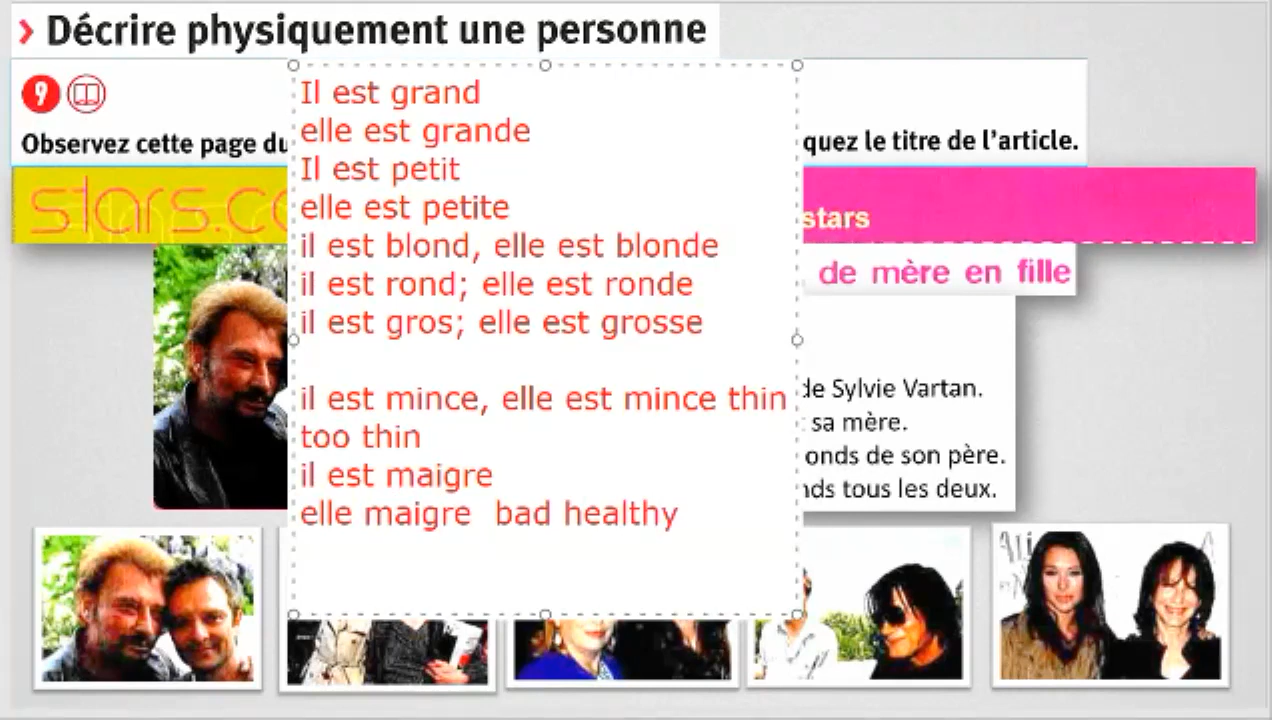 Décrire physiquement une personne
9
Observez cette page du
quez le titre de l'article.
stars.co
stars
de mère en fille
Il est grand
elle est grande
Il est petit
elle est petite
il est blond, elle est blonde
il est rond; elle est ronde
il est gros; elle est grosse
il est mince, elle est mince thin
too thin
il est maigre
elle maigre bad healthy
de Sylvie Vartan.
sa mère.
onds de son père.
nds tous les deux.